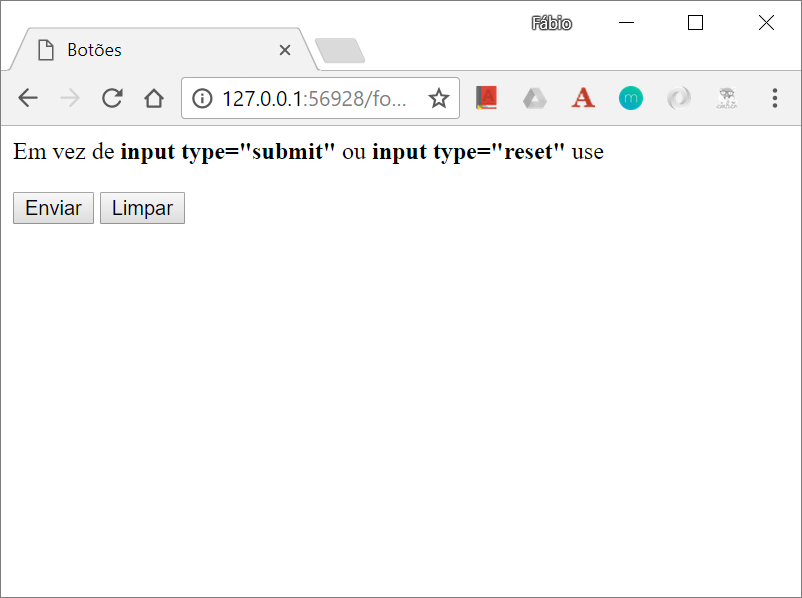 Fábio
Botões
127.0.0.1:56928/fo...
A
A
m
Em vez de input type="submit" ou input type="reset" use
Enviar Limpar